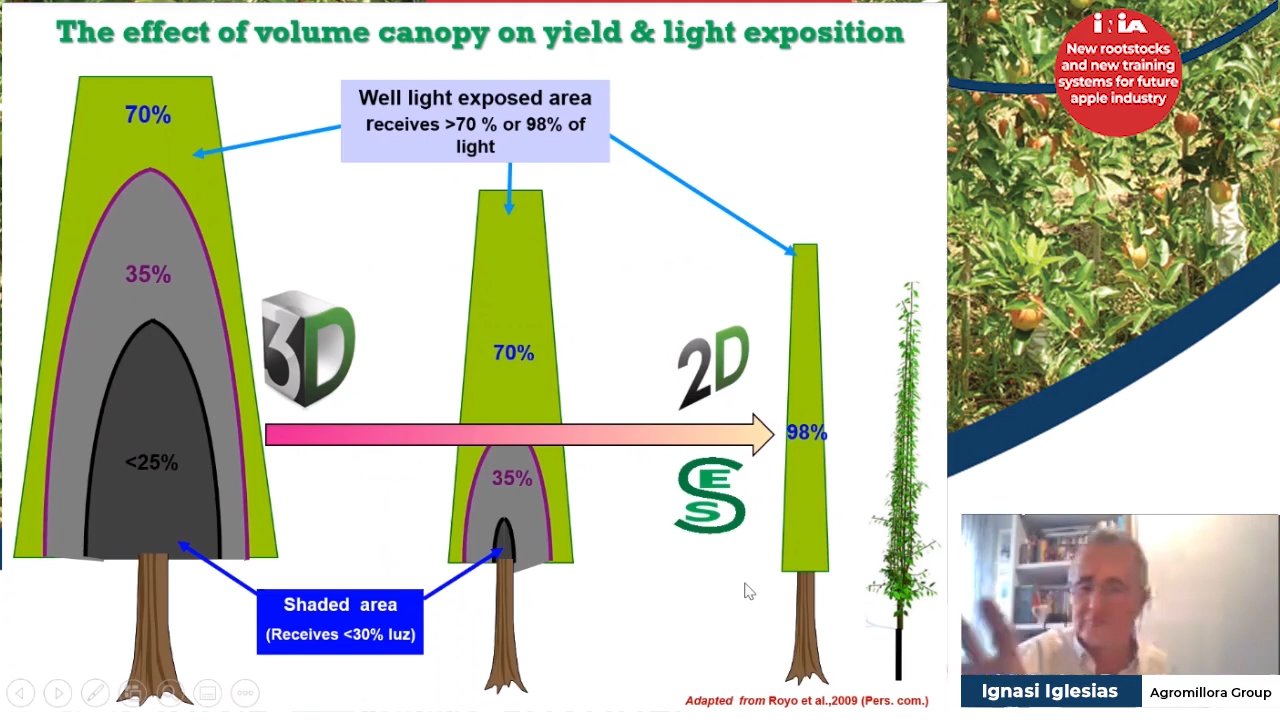 The effect of volume canopy on yield & light exposition
70%
35%
<25%
Well light exposed area
receives >70 % or 98% of
light
3D
70%
35%
2D
SES
98%
Shaded area
(Receives <30% luz)
Adapted from Royo et al.,2009 (Pers. com.)
iNiA
New rootstocks
and new training
systems for future
apple industry
Ignasi Iglesias
Agromillora Group